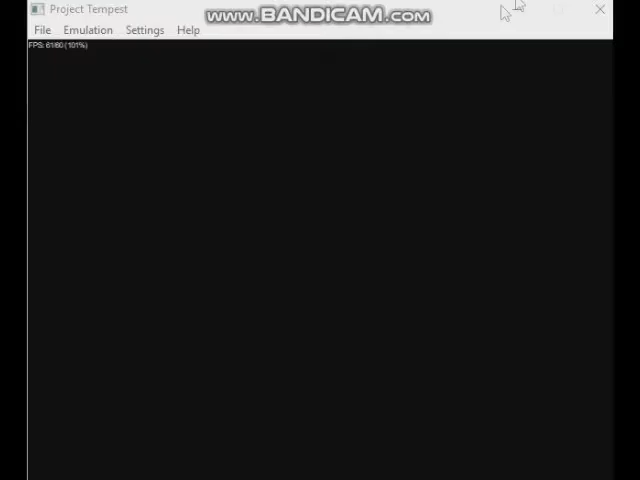 Project Tempest
www.BANDICAM.com
File Emulation Settings Help
FPS: 61/60 (101%)